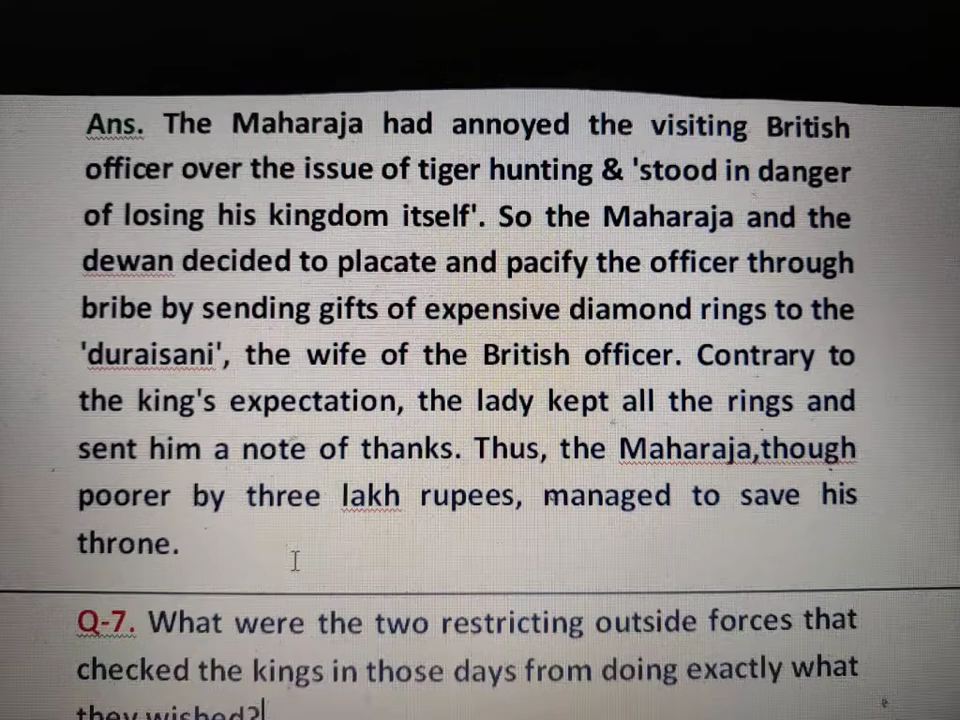 Ans. The Maharaja had annoyed the visiting British
officer over the issue of tiger hunting & 'stood in danger
of losing his kingdom itself'. So the Maharaja and the
dewan decided to placate and pacify the officer through
bribe by sending gifts of expensive diamond rings to the
'duraisani', the wife of the British officer. Contrary to
the king's expectation, the lady kept all the rings and
sent him a note of thanks. Thus, the Maharaja,though
poorer by three lakh rupees, managed to save his
throne.
Q-7. What were the two restricting outside forces that
checked the kings in those days from doing exactly what
they wished?